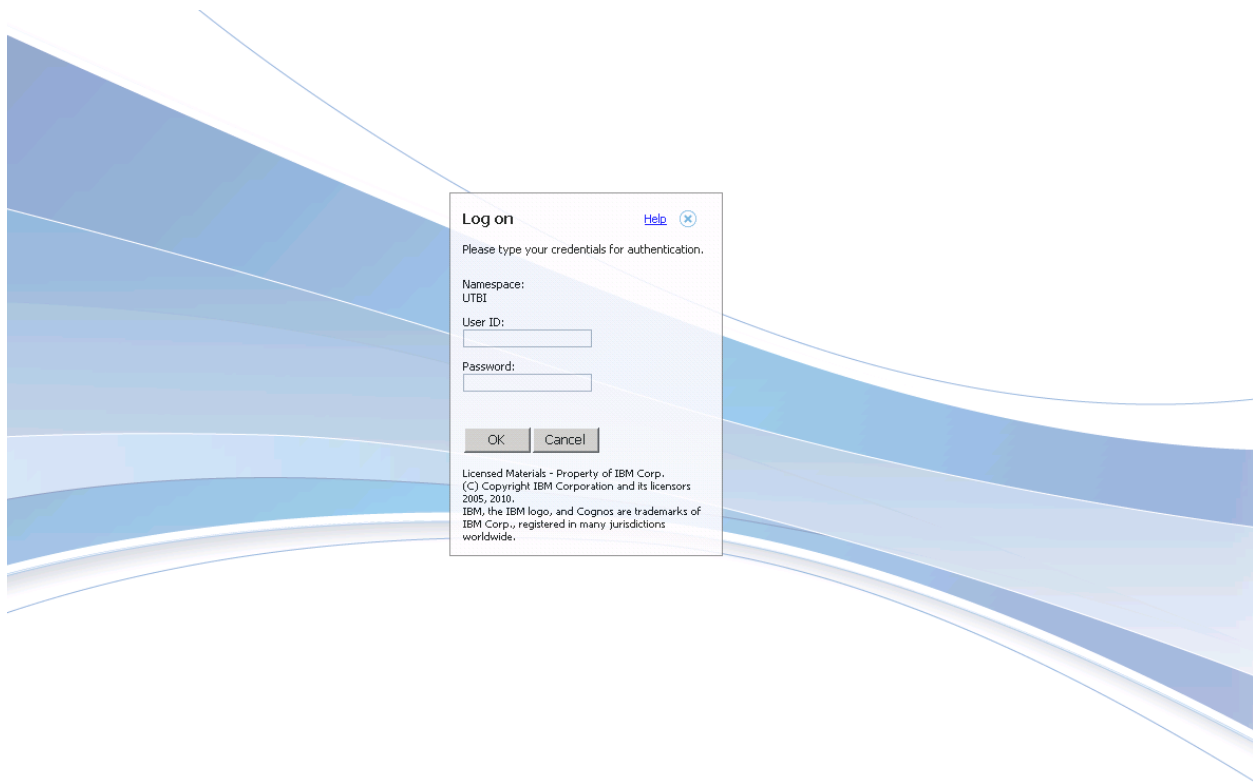 Log on
Help
Please type your credentials for authentication.
Namespace:
UTBI
User ID:
Password:
OK
Cancel
Licensed Materials - Property of IBM Corp.
(C) Copyright IBM Corporation and its licensors
2005, 2010.
IBM, the IBM logo, and Cognos are trademarks of
IBM Corp., registered in many jurisdictions
worldwide.